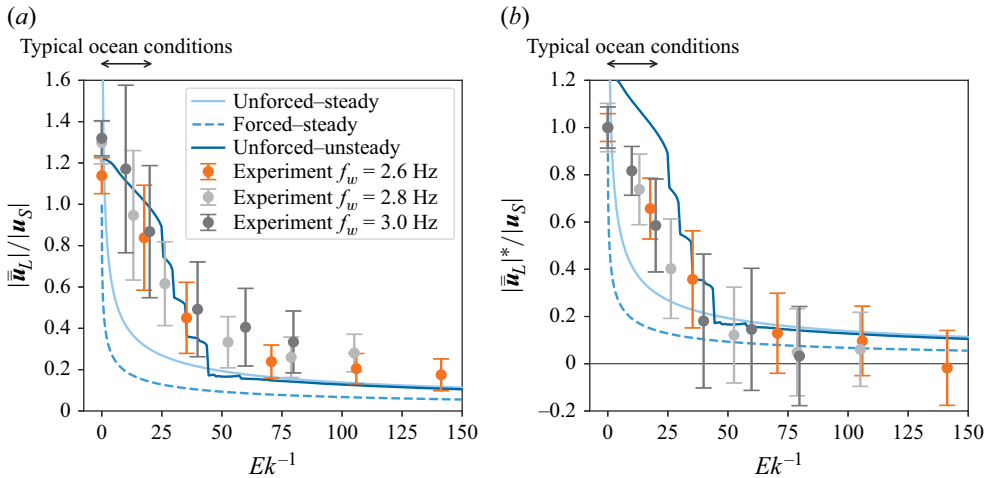 (a)
Typical ocean conditions
1.6
1.4
1.2
1.0
0.8
0.6
0.4
0.2
0
|ū̄_L|/|u_S|
Unforced–steady
Forced–steady
Unforced–unsteady
Experiment f_w = 2.6 Hz
Experiment f_w = 2.8 Hz
Experiment f_w = 3.0 Hz
0 25 50 75 100 125 150
Ek⁻¹
(b)
Typical ocean conditions
1.2
1.0
0.8
0.6
0.4
0.2
0
–0.2
|ū̄_L|*/|u_S|
0 25 50 75 100 125 150
Ek⁻¹